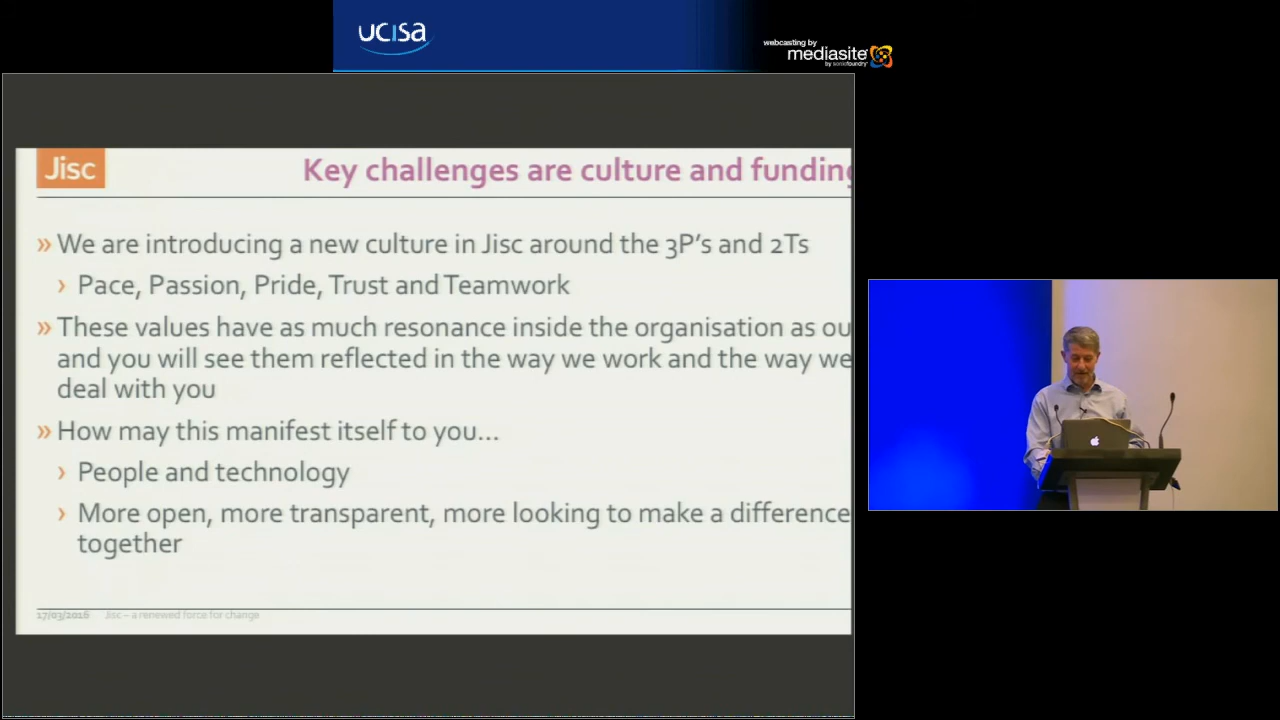 ucisa
webcasting by
mediasite
by sonicfoundry
Jisc
Key challenges are culture and funding
» We are introducing a new culture in Jisc around the 3P's and 2Ts
› Pace, Passion, Pride, Trust and Teamwork
» These values have as much resonance inside the organisation as ou
and you will see them reflected in the way we work and the way we
deal with you
» How may this manifest itself to you...
› People and technology
› More open, more transparent, more looking to make a difference
together
17/03/2016 Jisc – a renewed force for change